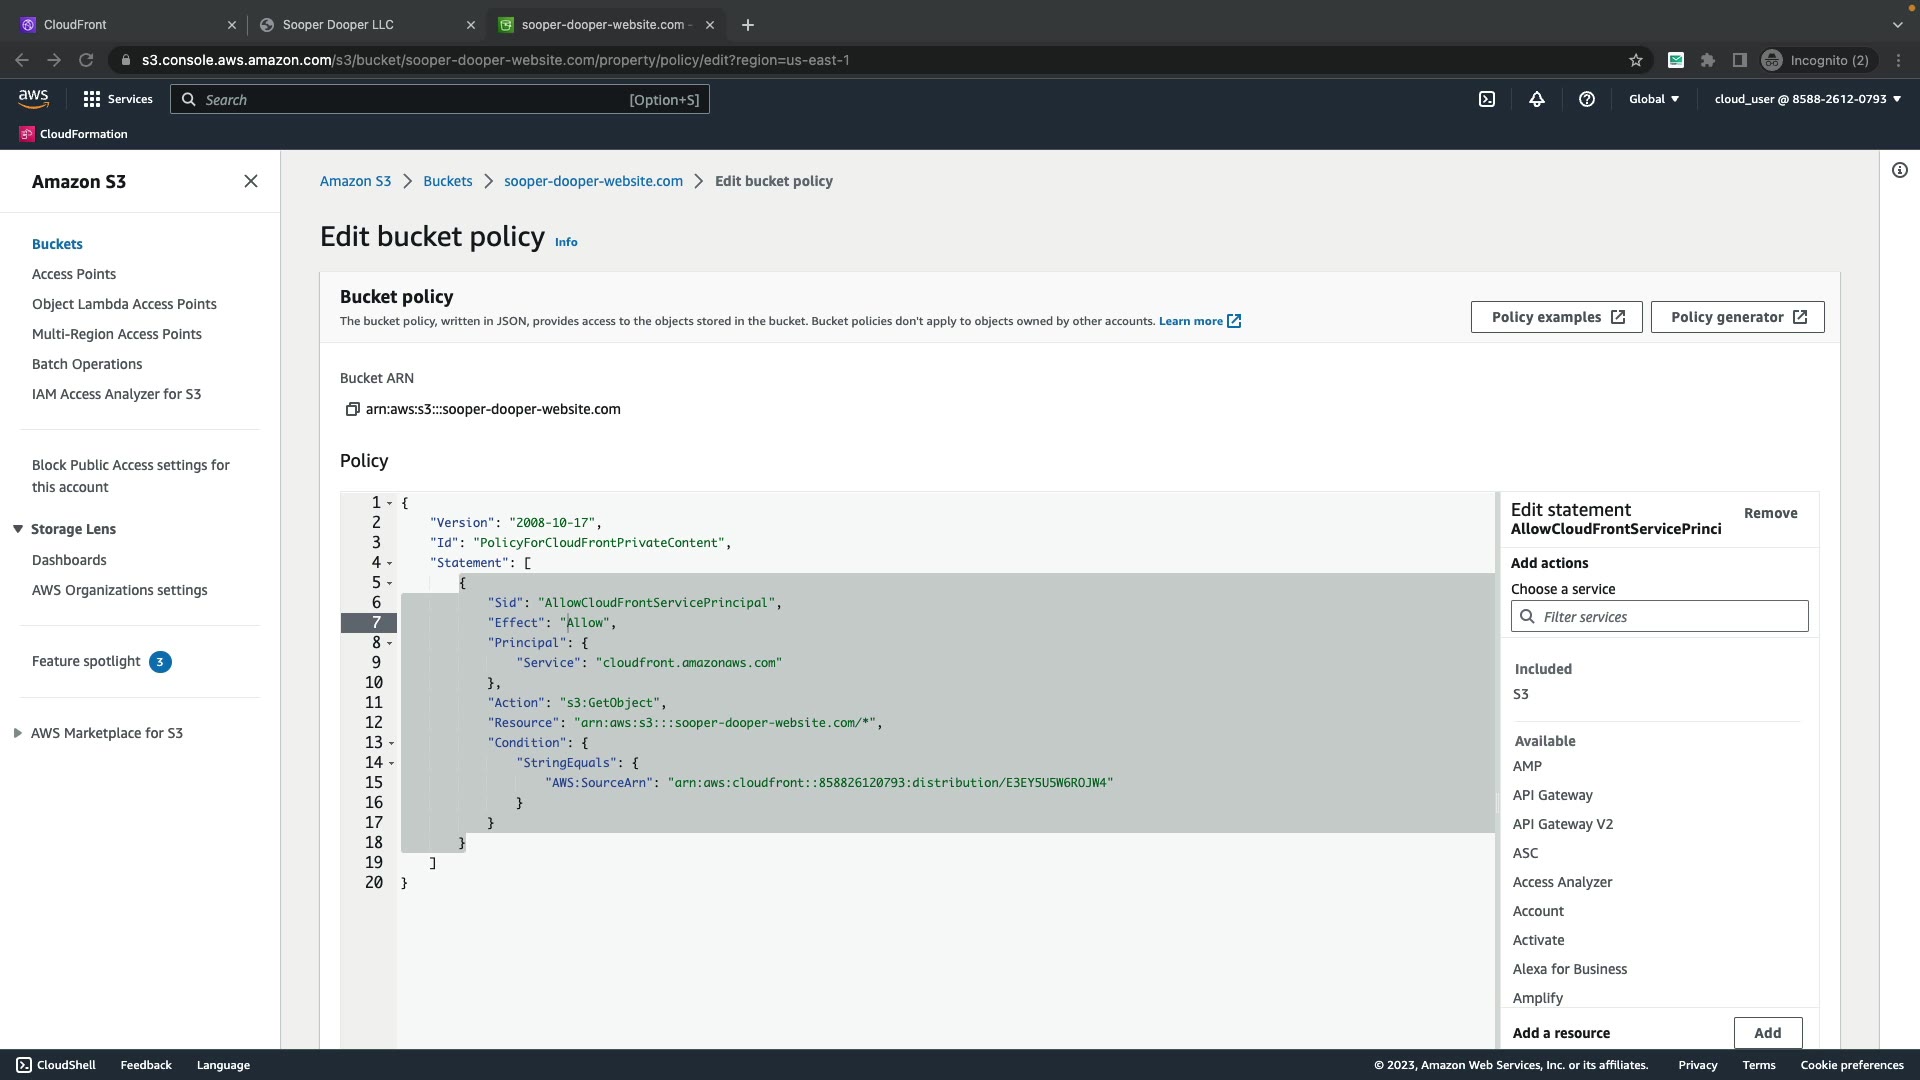 CloudFront
Sooper Dooper LLC
sooper-dooper-website.com -
s3.console.aws.amazon.com/s3/bucket/sooper-dooper-website.com/property/policy/edit?region=us-east-1
Incognito (2)
aws
Services
Search
[Option+S]
Global
cloud_user @ 8588-2612-0793
CloudFormation
Amazon S3
Buckets
Access Points
Object Lambda Access Points
Multi-Region Access Points
Batch Operations
IAM Access Analyzer for S3
Block Public Access settings for
this account
Storage Lens
Dashboards
AWS Organizations settings
Feature spotlight 3
AWS Marketplace for S3
Amazon S3 > Buckets > sooper-dooper-website.com > Edit bucket policy
Edit bucket policy Info
Bucket policy
The bucket policy, written in JSON, provides access to the objects stored in the bucket. Bucket policies don't apply to objects owned by other accounts. Learn more
Policy examples
Policy generator
Bucket ARN
arn:aws:s3:::sooper-dooper-website.com
Policy
1 {
2 "Version": "2008-10-17",
3 "Id": "PolicyForCloudFrontPrivateContent",
4 "Statement": [
5 {
6 "Sid": "AllowCloudFrontServicePrincipal",
7 "Effect": "Allow",
8 "Principal": {
9 "Service": "cloudfront.amazonaws.com"
10 },
11 "Action": "s3:GetObject",
12 "Resource": "arn:aws:s3:::sooper-dooper-website.com/*",
13 "Condition": {
14 "StringEquals": {
15 "AWS:SourceArn": "arn:aws:cloudfront::858826120793:distribution/E3EY5U5W6ROJW4"
16 }
17 }
18 }
19 ]
20 }
Edit statement
Remove
AllowCloudFrontServicePrinci
Add actions
Choose a service
Filter services
Included
S3
Available
AMP
API Gateway
API Gateway V2
ASC
Access Analyzer
Account
Activate
Alexa for Business
Amplify
Add a resource
Add
CloudShell
Feedback
Language
© 2023, Amazon Web Services, Inc. or its affiliates.
Privacy
Terms
Cookie preferences